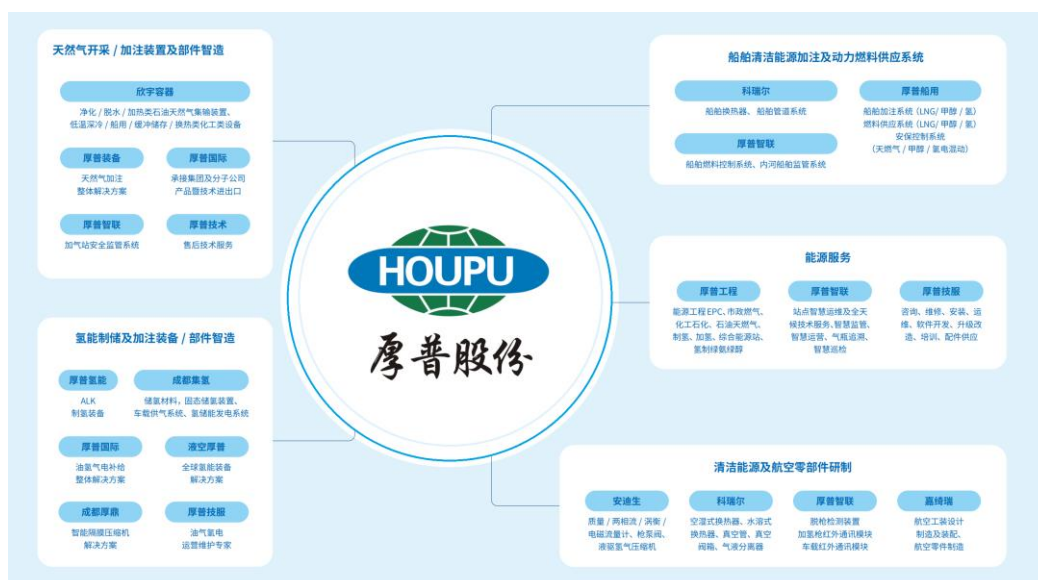 天然气开采 / 加注装置及部件智造
欣宇容器
净化 / 脱水 / 加热类石油天然气集输装置、
低温深冷 / 船用 / 缓冲储存 / 换热类化工类设备
厚普装备
天然气加注
整体解决方案
厚普国际
承接集团及分子公司
产品暨技术进出口
厚普智联
加气站安全监管系统
厚普技术
售后技术服务
氢能制储及加注装备 / 部件智造
厚普氢能
ALK
制氢装备
成都集氢
储氢材料，固态储氢装置、
车载供气系统、氢储能发电系统
厚普国际
油氢气电补给
整体解决方案
液空厚普
全球氢能装备
解决方案
成都厚鼎
智能隔膜压缩机
解决方案
厚普技服
油气氢电
运营维护专家
HOUPU
厚普股份
船舶清洁能源加注及动力燃料供应系统
科瑞尔
船舶换热器、船舶管道系统
厚普智联
船舶燃料控制系统、内河船舶监管系统
厚普船用
船舶加注系统（LNG/ 甲醇 / 氢）
燃料供应系统（LNG/ 甲醇 / 氢）
安保控制系统
（天燃气 / 甲醇 / 氢电混动）
能源服务
厚普工程
能源工程 EPC、市政燃气、
化工石化、石油天燃气、
制氢、加氢、综合能源站、
氢制绿氨绿醇
厚普智联
站点智慧运维及全天
候技术服务、智慧监管、
智慧运营、气瓶追溯、
智慧巡检
厚普技服
咨询、维修、安装、运
维、软件开发、升级改
造、培训、配件供应
清洁能源及航空零部件研制
安迪生
质量 / 两相流 / 涡街 /
电磁流量计、枪泵阀、
液驱氢气压缩机
科瑞尔
空湿式换热器、水溶式
换热器、真空管、真空
阀箱、气液分离器
厚普智联
脱枪检测装置
加氢枪红外通讯模块
车载红外通讯模块
嘉绮瑞
航空工装设计
制造及装配、
航空零件制造